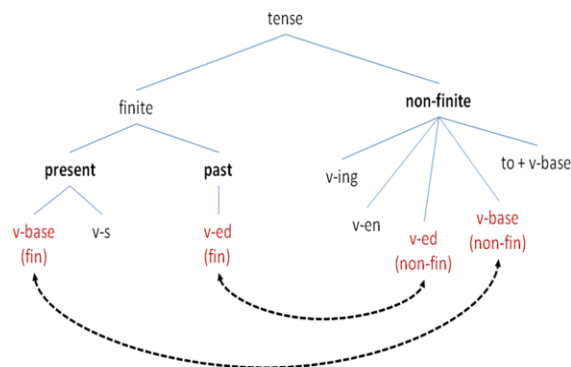 tense
finite
non-finite
present
past
v-ing
to + v-base
v-base
(fin)
v-s
v-ed
(fin)
v-en
v-ed
(non-fin)
v-base
(non-fin)